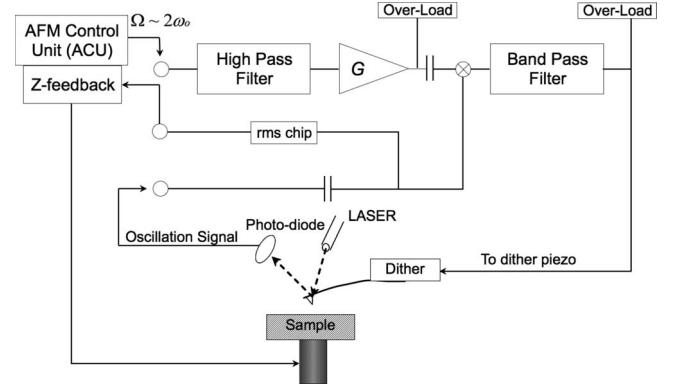 Over-Load
Over-Load
AFM Control
Unit (ACU)
Ω ~ 2ωₒ
Z-feedback
High Pass
Filter
G
Band Pass
Filter
rms chip
Photo-diode
LASER
Oscillation Signal
Dither
To dither piezo
Sample